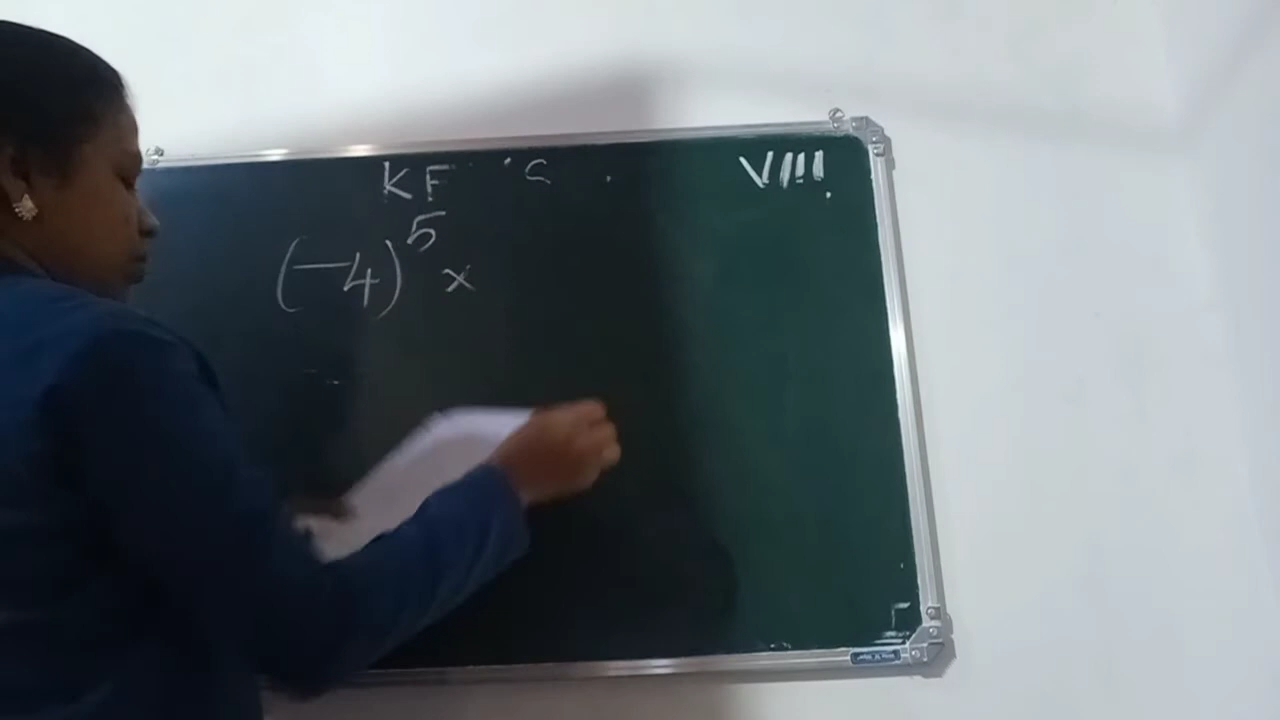 KF 'S . VIII
(-4)⁵ ×